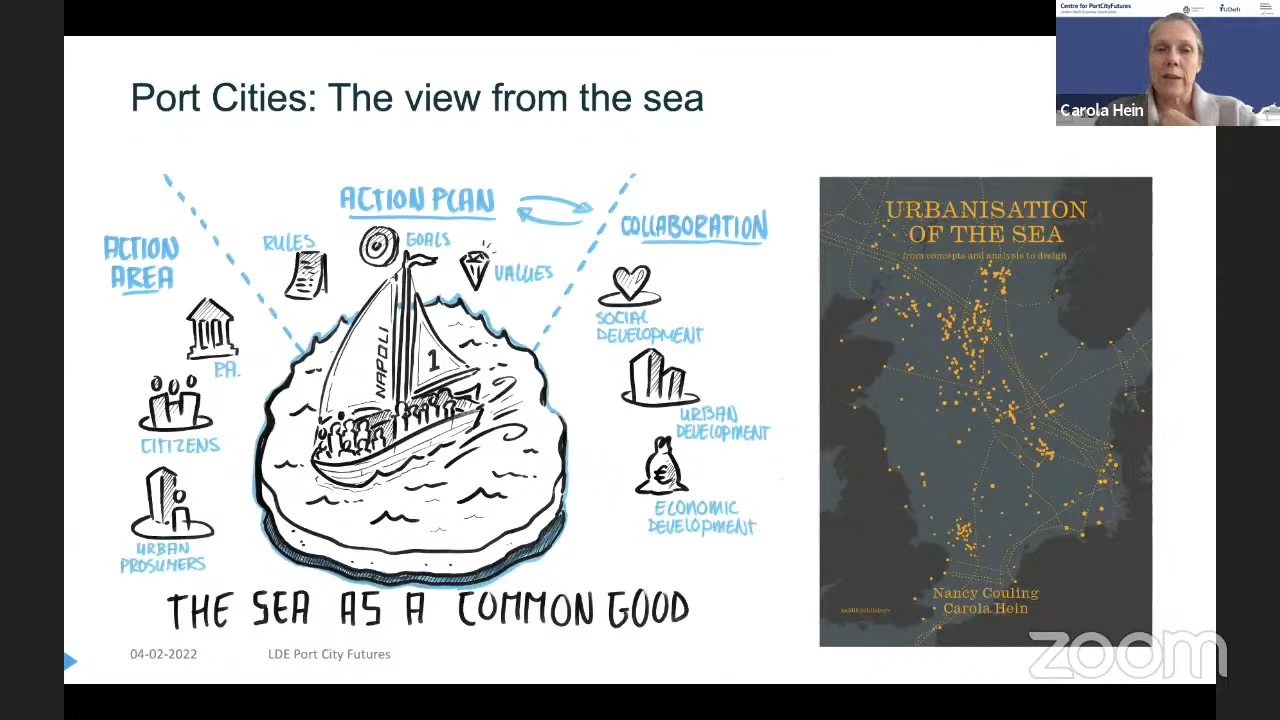 Centre for PortCityFutures
TUDelft
Carola Hein
Port Cities: The view from the sea
ACTION PLAN
COLLABORATION
ACTION
AREA
RULES
GOALS
VALUES
P.A.
CITIZENS
URBAN
PROSUMERS
NAPOLI
1
SOCIAL
DEVELOPMENT
URBAN
DEVELOPMENT
€
ECONOMIC
DEVELOPMENT
THE SEA AS A COMMON GOOD
URBANISATION
OF THE SEA
from concepts and analysis to design
Nancy Couling
Carola Hein
nai010 publishers
04-02-2022
LDE Port City Futures
zoom